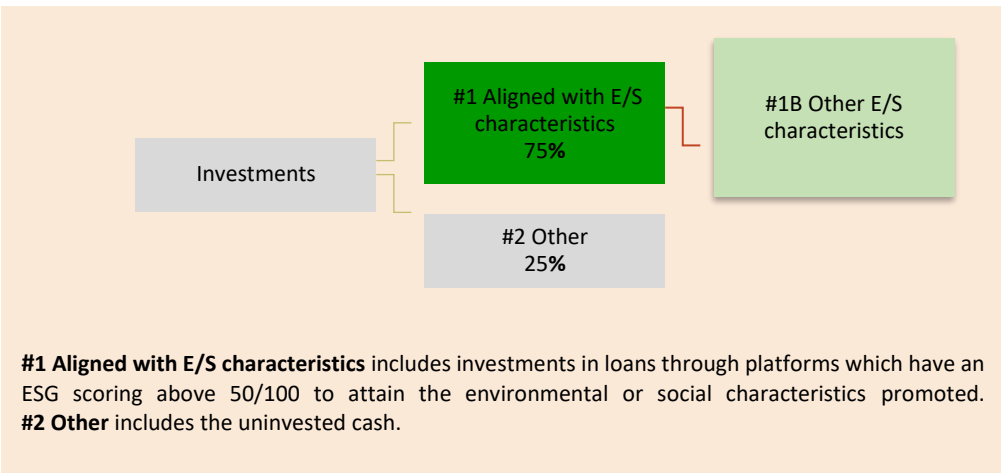 #1 Aligned with E/S
characteristics
75%
#1B Other E/S
characteristics
Investments
#2 Other
25%
#1 Aligned with E/S characteristics includes investments in loans through platforms which have an
ESG scoring above 50/100 to attain the environmental or social characteristics promoted.
#2 Other includes the uninvested cash.